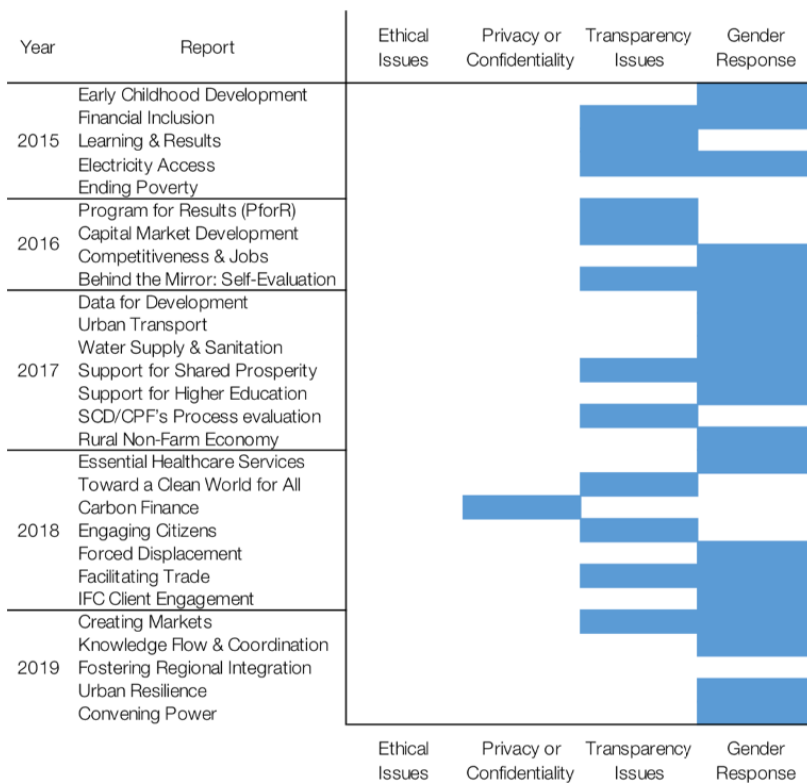 Year Report Ethical Issues Privacy or Confidentiality Transparency Issues Gender Response
2015
Early Childhood Development
Financial Inclusion
Learning & Results
Electricity Access
Ending Poverty
2016
Program for Results (PforR)
Capital Market Development
Competitiveness & Jobs
Behind the Mirror: Self-Evaluation
2017
Data for Development
Urban Transport
Water Supply & Sanitation
Support for Shared Prosperity
Support for Higher Education
SCD/CPF's Process evaluation
Rural Non-Farm Economy
2018
Essential Healthcare Services
Toward a Clean World for All
Carbon Finance
Engaging Citizens
Forced Displacement
Facilitating Trade
IFC Client Engagement
2019
Creating Markets
Knowledge Flow & Coordination
Fostering Regional Integration
Urban Resilience
Convening Power
Ethical Issues Privacy or Confidentiality Transparency Issues Gender Response